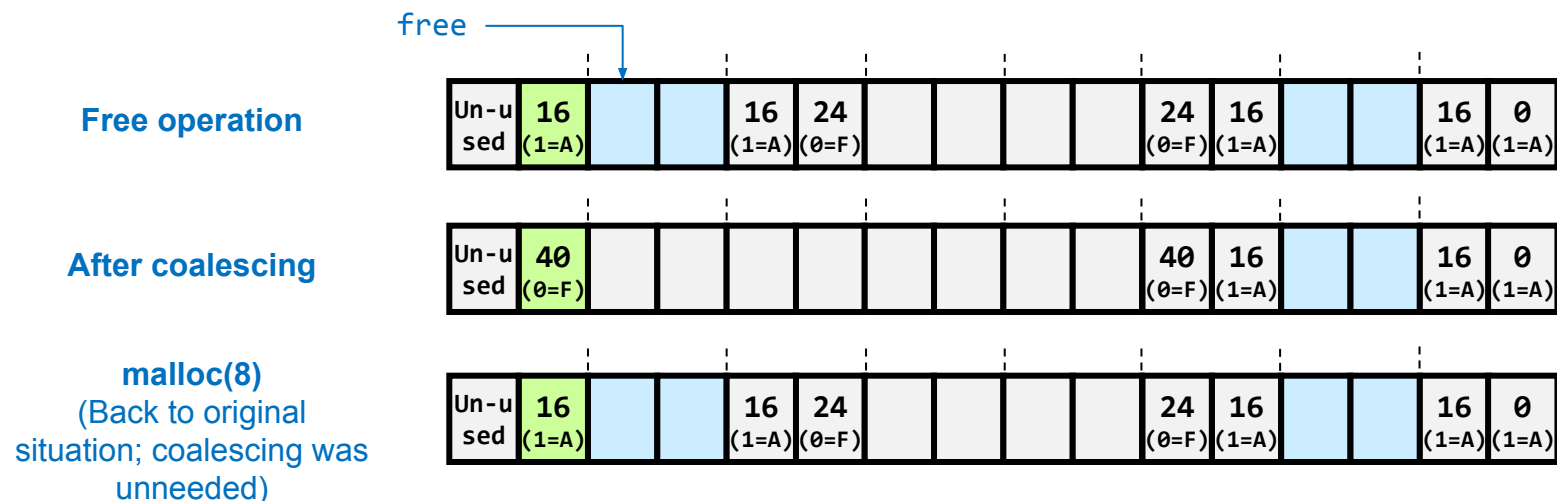 free
Free operation
Un-u 16 16 24 24 16 16 0
sed (1=A) (1=A) (0=F) (0=F) (1=A) (1=A) (1=A)
After coalescing
Un-u 40 40 16 16 0
sed (0=F) (0=F) (1=A) (1=A) (1=A)
malloc(8)
(Back to original
situation; coalescing was
unneeded)
Un-u 16 16 24 24 16 16 0
sed (1=A) (1=A) (0=F) (0=F) (1=A) (1=A) (1=A)